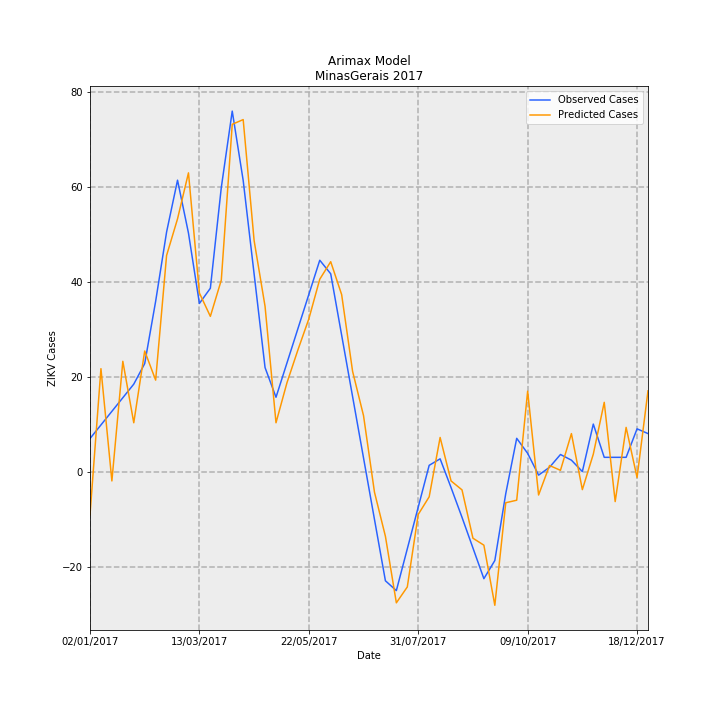 Arimax Model
MinasGerais 2017
Observed Cases
Predicted Cases
ZIKV Cases
80
60
40
20
0
−20
02/01/2017 13/03/2017 22/05/2017 31/07/2017 09/10/2017 18/12/2017
Date